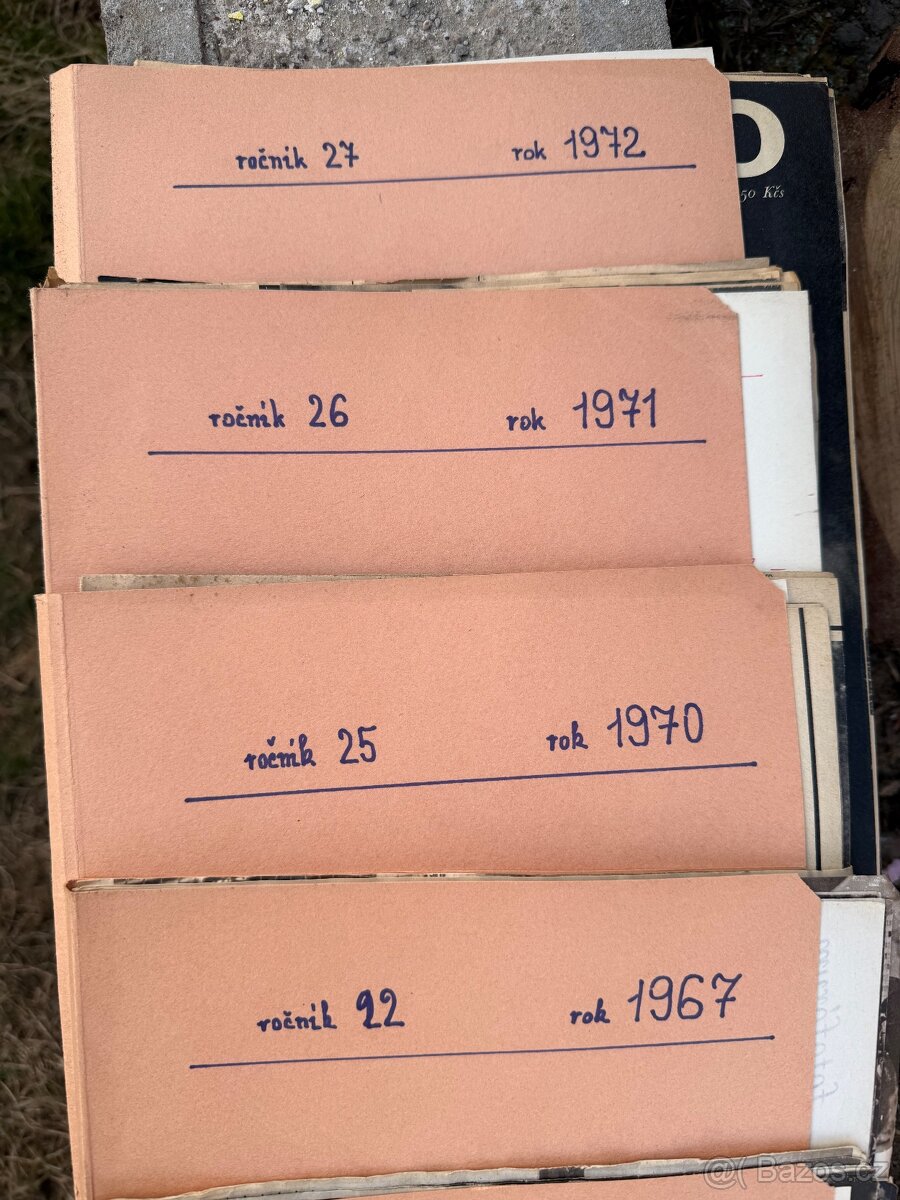 ročník 27 rok 1972
D
50 Kčs
ročník 26 rok 1971
ročník 25 rok 1970
ročník 22 rok 1967
Bazos.cz